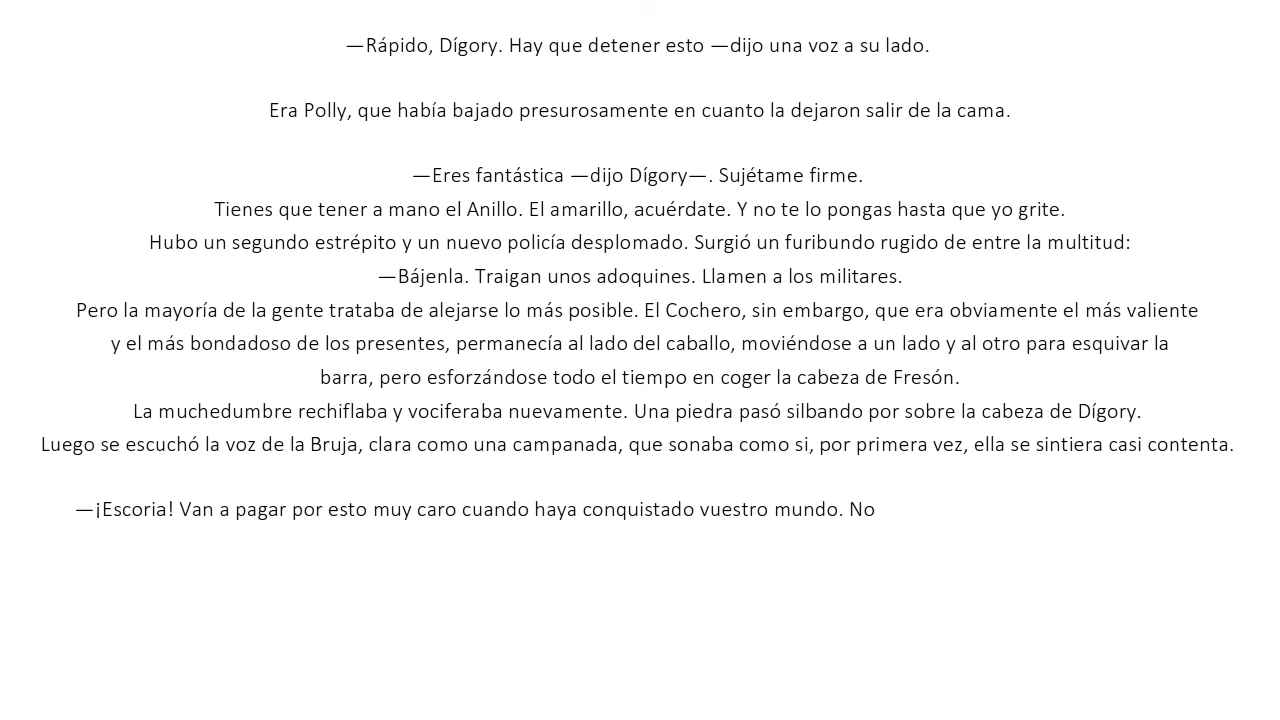 —Rápido, Dígory. Hay que detener esto —dijo una voz a su lado.
Era Polly, que había bajado presurosamente en cuanto la dejaron salir de la cama.
—Eres fantástica —dijo Dígory—. Sujétame firme.
Tienes que tener a mano el Anillo. El amarillo, acuérdate. Y no te lo pongas hasta que yo grite.
Hubo un segundo estrépito y un nuevo policía desplomado. Surgió un furibundo rugido de entre la multitud:
—Bájenla. Traigan unos adoquines. Llamen a los militares.
Pero la mayoría de la gente trataba de alejarse lo más posible. El Cochero, sin embargo, que era obviamente el más valiente
y el más bondadoso de los presentes, permanecía al lado del caballo, moviéndose a un lado y al otro para esquivar la
barra, pero esforzándose todo el tiempo en coger la cabeza de Fresón.
La muchedumbre rechiflaba y vociferaba nuevamente. Una piedra pasó silbando por sobre la cabeza de Dígory.
Luego se escuchó la voz de la Bruja, clara como una campanada, que sonaba como si, por primera vez, ella se sintiera casi contenta.
—¡Escoria! Van a pagar por esto muy caro cuando haya conquistado vuestro mundo. No